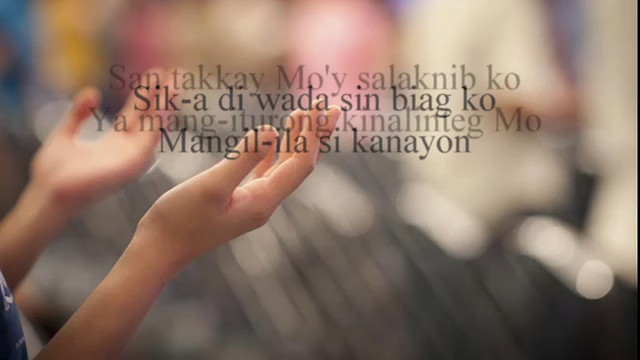 San takkay Mo'y salaknib ko
Sik-a di wada sin biag ko
Ya mang-iturong kinalinteg Mo
Mangil-ila si kanayon